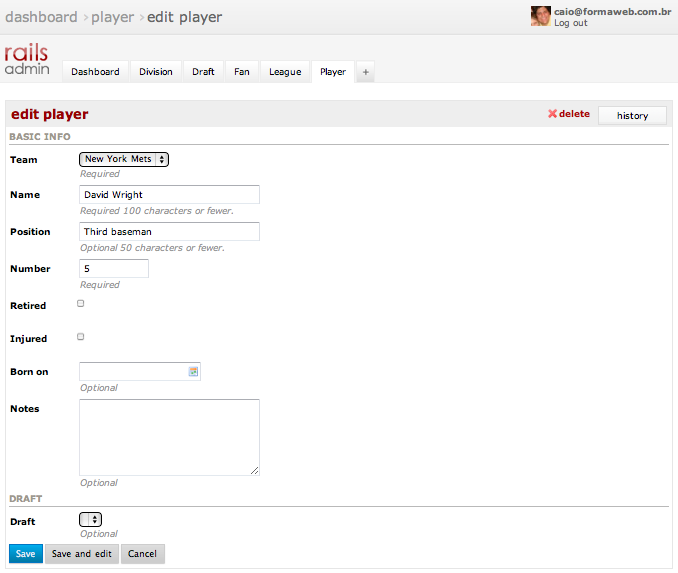 dashboard › player › edit player
caio@formaweb.com.br
Log out
rails
admin
Dashboard Division Draft Fan League Player +
edit player
delete history
BASIC INFO
Team New York Mets
Required
Name David Wright
Required 100 characters or fewer.
Position Third baseman
Optional 50 characters or fewer.
Number 5
Required
Retired
Injured
Born on
Optional
Notes
Optional
DRAFT
Draft
Optional
Save Save and edit Cancel